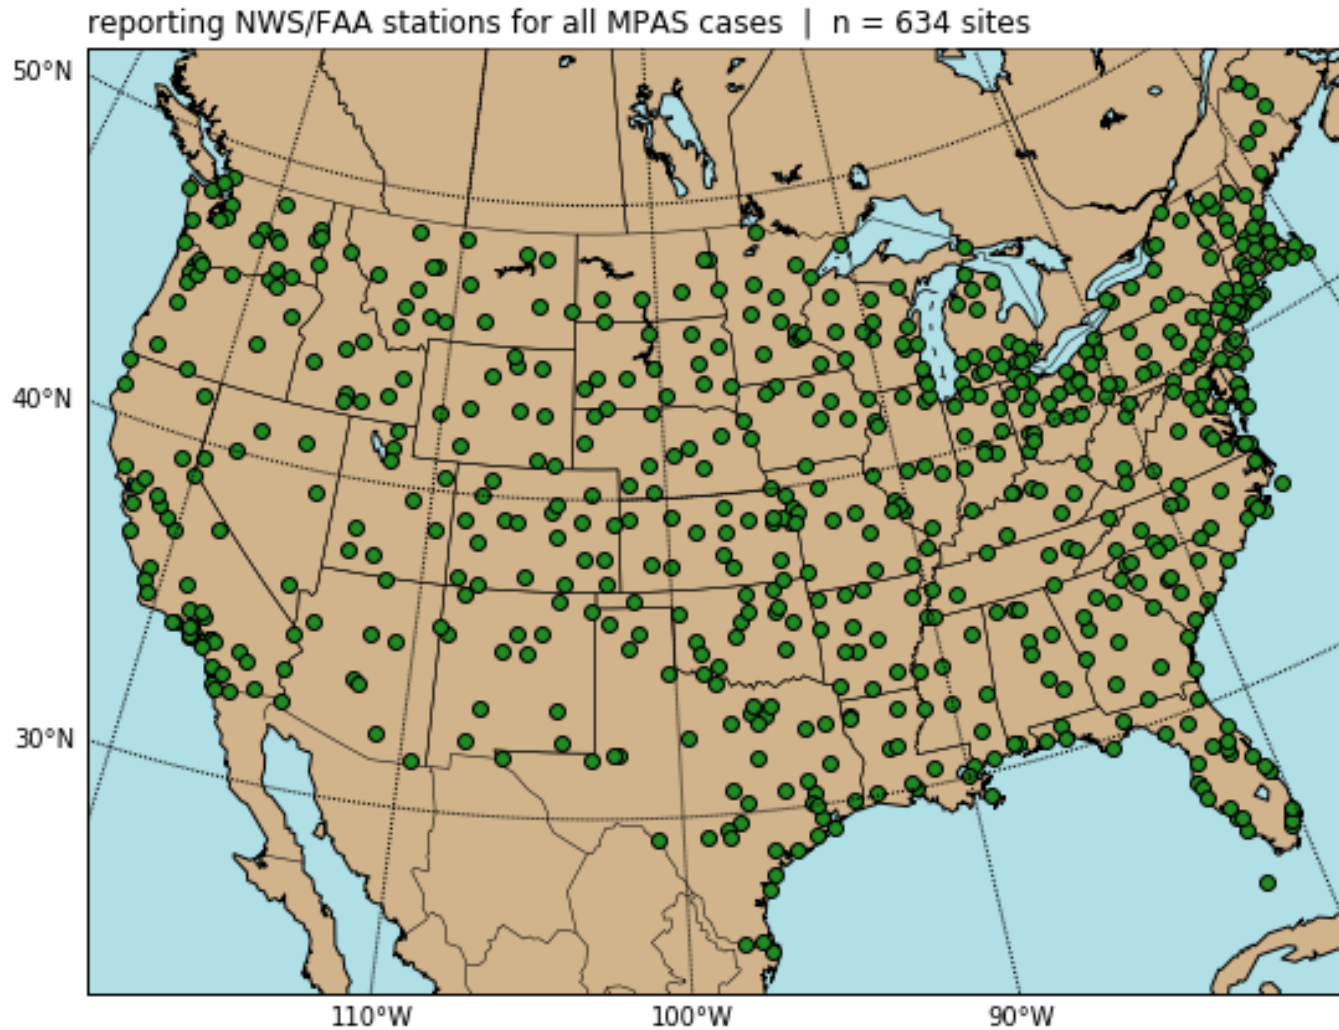 reporting NWS/FAA stations for all MPAS cases | n = 634 sites
50°N
40°N
30°N
110°W
100°W
90°W